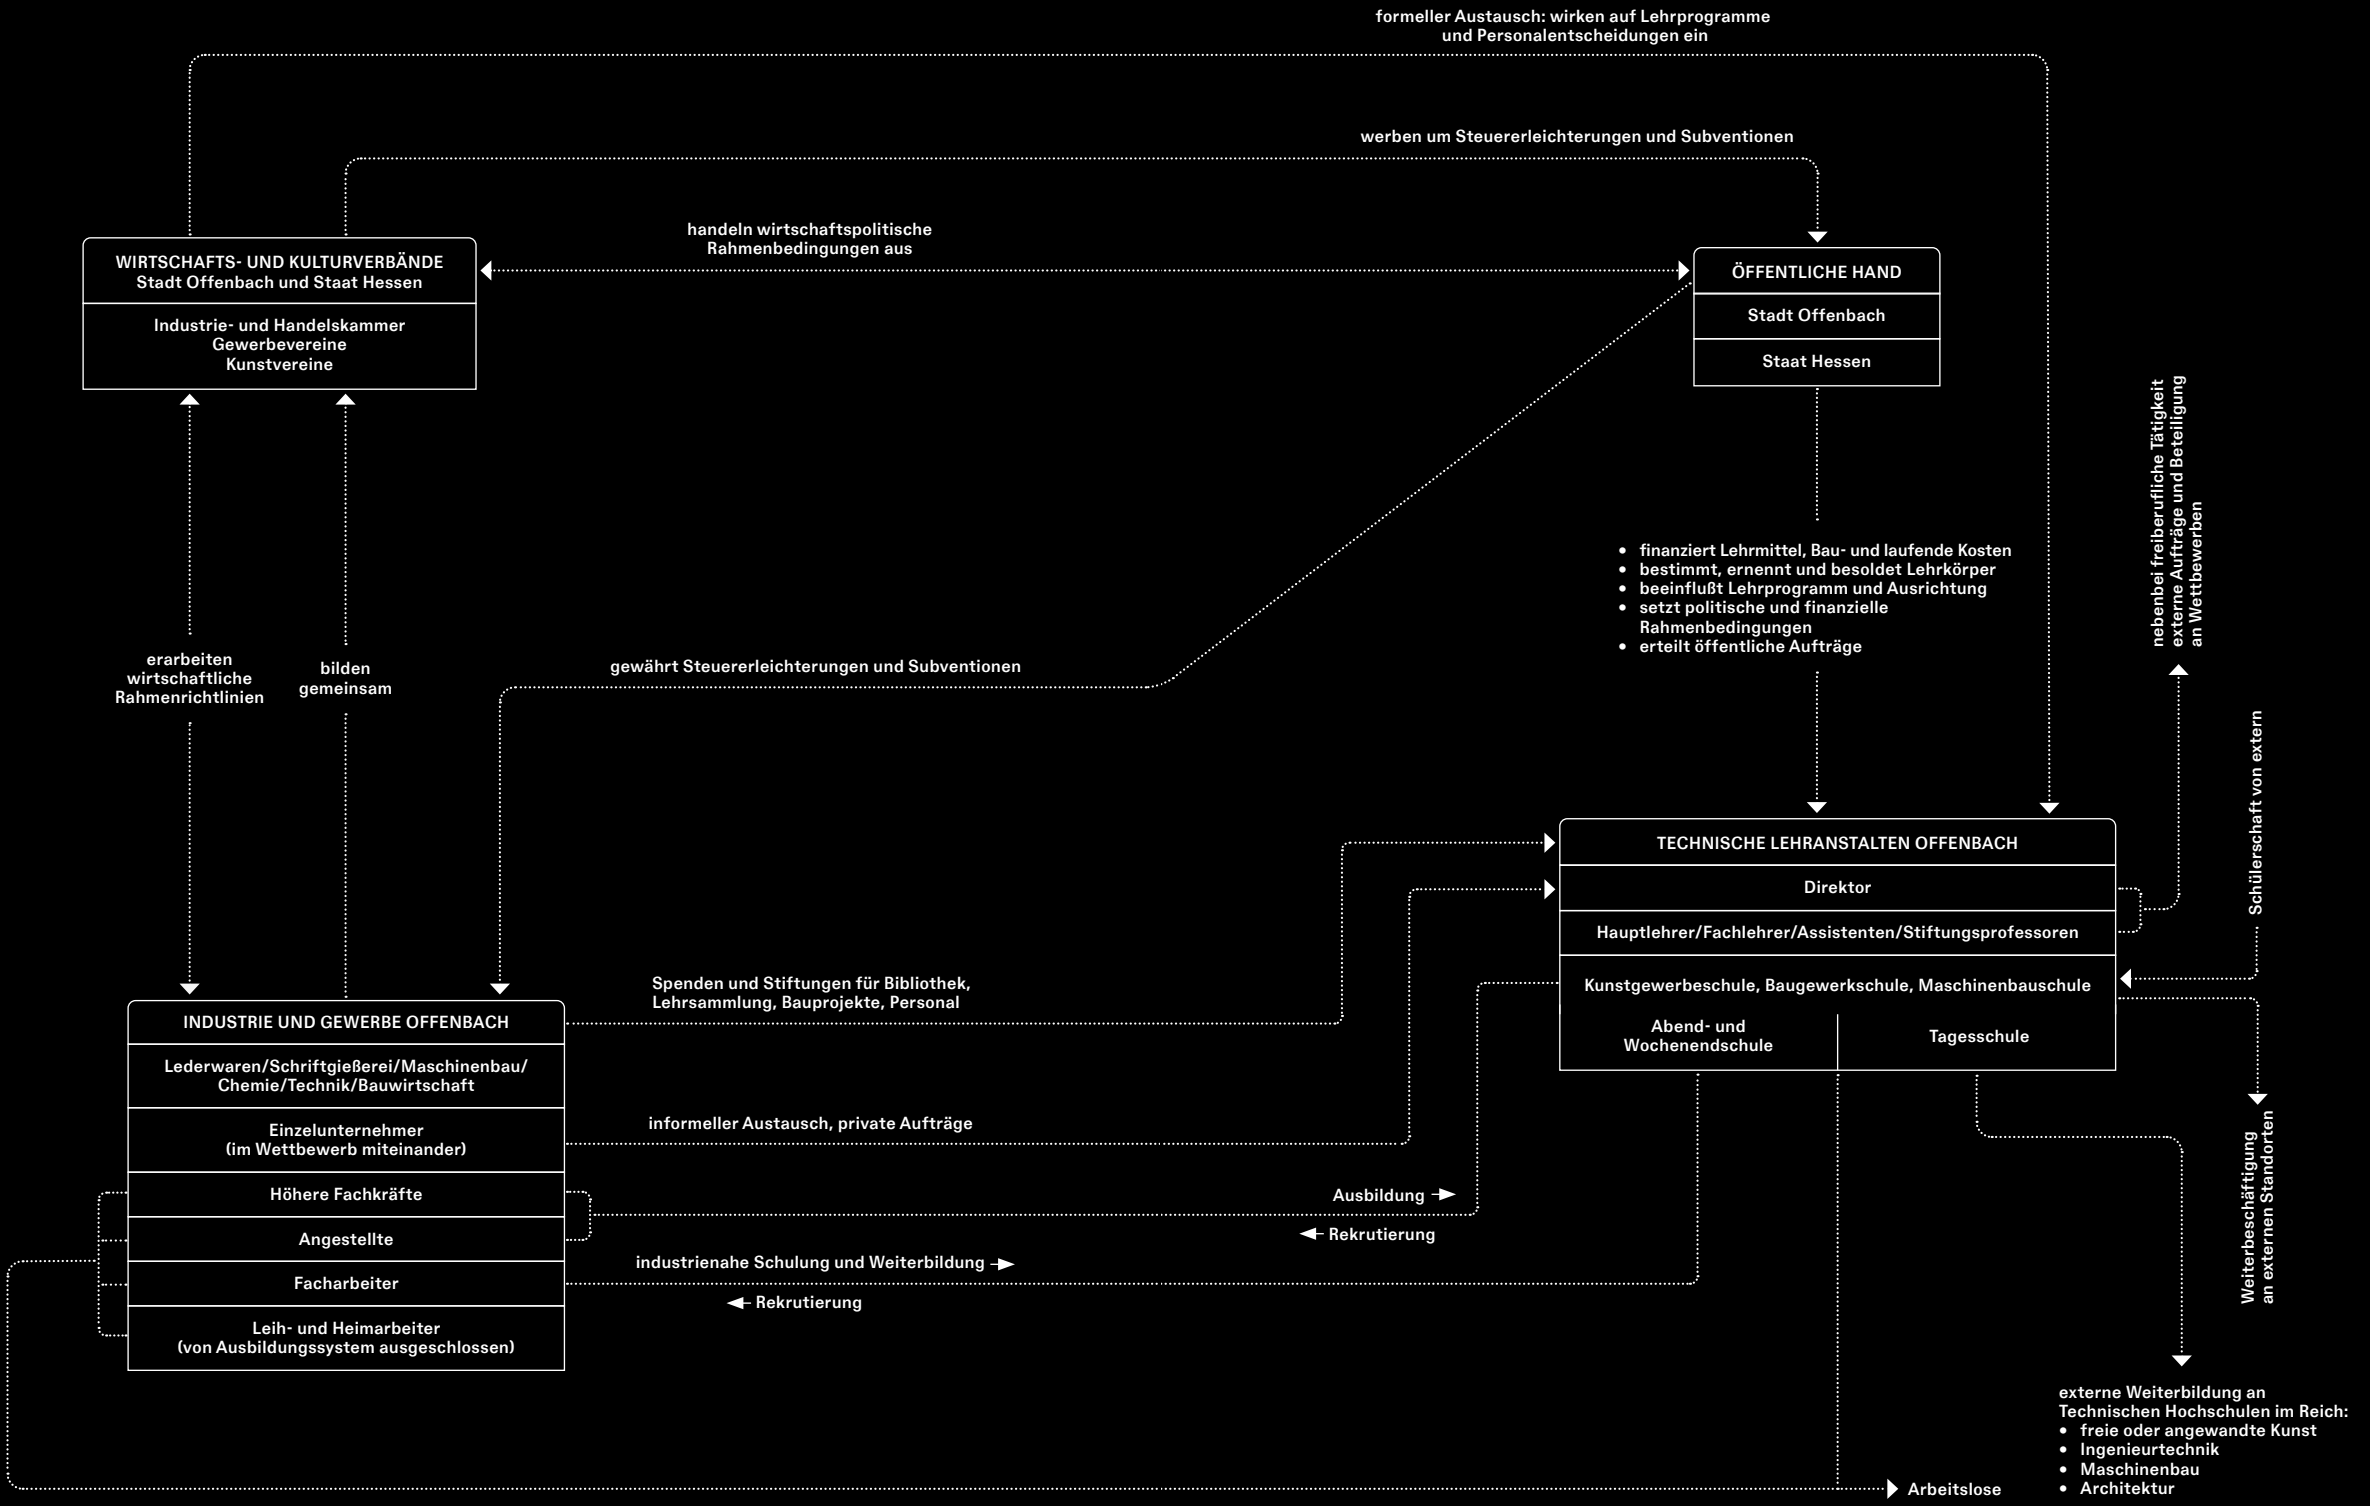 formeller Austausch: wirken auf Lehrprogramme
und Personalentscheidungen ein
werben um Steuererleichterungen und Subventionen
handeln wirtschaftspolitische
Rahmenbedingungen aus
WIRTSCHAFTS- UND KULTURVERBÄNDE
Stadt Offenbach und Staat Hessen
Industrie- und Handelskammer
Gewerbevereine
Kunstvereine
ÖFFENTLICHE HAND
Stadt Offenbach
Staat Hessen
nebenbei freiberufliche Tätigkeit
externe Aufträge und Beteiligung
an Wettbewerben
• finanziert Lehrmittel, Bau- und laufende Kosten
• bestimmt, ernennt und besoldet Lehrkörper
• beeinflußt Lehrprogramm und Ausrichtung
• setzt politische und finanzielle
Rahmenbedingungen
• erteilt öffentliche Aufträge
erarbeiten
wirtschaftliche
Rahmenrichtlinien
bilden
gemeinsam
gewährt Steuererleichterungen und Subventionen
Schülerschaft von extern
TECHNISCHE LEHRANSTALTEN OFFENBACH
Direktor
Hauptlehrer/Fachlehrer/Assistenten/Stiftungsprofessoren
Kunstgewerbeschule, Baugewerkschule, Maschinenbauschule
Abend- und
Wochenendschule
Tagesschule
Spenden und Stiftungen für Bibliothek,
Lehrsammlung, Bauprojekte, Personal
INDUSTRIE UND GEWERBE OFFENBACH
Lederwaren/Schriftgießerei/Maschinenbau/
Chemie/Technik/Bauwirtschaft
Einzelunternehmer
(im Wettbewerb miteinander)
Höhere Fachkräfte
Angestellte
Facharbeiter
Leih- und Heimarbeiter
(von Ausbildungssystem ausgeschlossen)
informeller Austausch, private Aufträge
Ausbildung
Rekrutierung
industrienahe Schulung und Weiterbildung
Rekrutierung
Weiterbeschäftigung
an externen Standorten
externe Weiterbildung an
Technischen Hochschulen im Reich:
• freie oder angewandte Kunst
• Ingenieurtechnik
• Maschinenbau
• Architektur
Arbeitslose